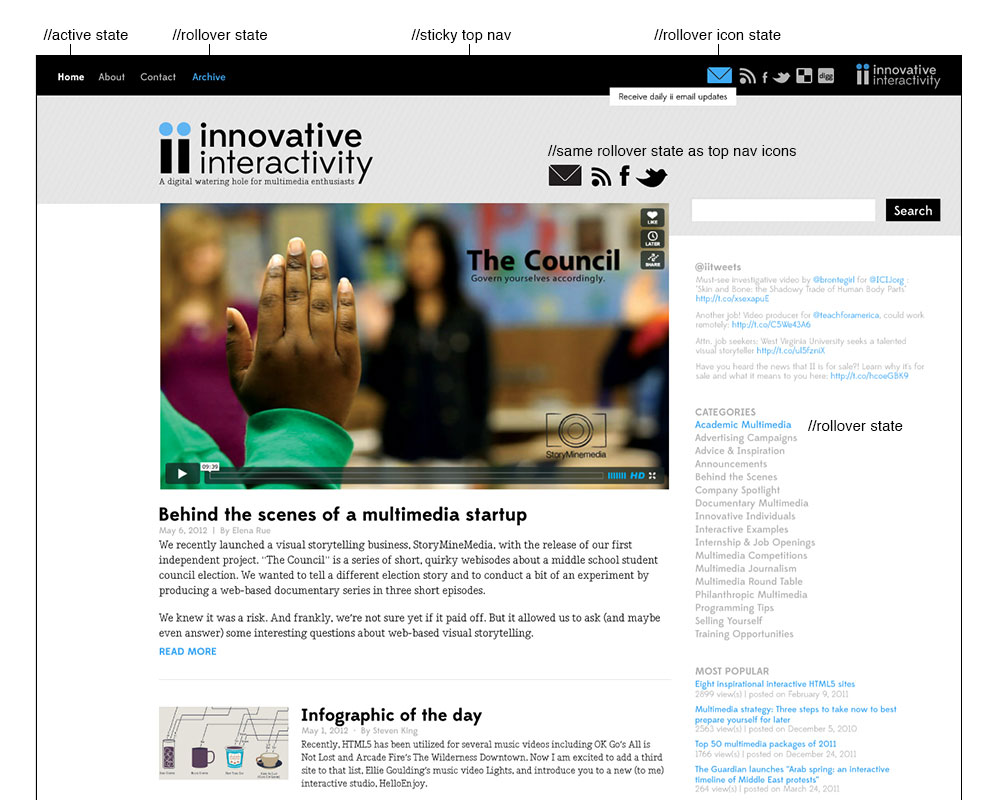 //active state
//rollover state
//sticky top nav
//rollover icon state
Home About Contact Archive
digg
innovative
interactivity
Receive daily ii email updates
innovative
interactivity
A digital watering hole for multimedia enthusiasts
//same rollover state as top nav icons
Search
LIKE
LATER
SHARE
The Council
Govern yourselves accordingly.
StoryMinemedia
09:39
HD
@iitweets
Must-see investigative video by @brontegirl for @ICIJorg :
"Skin and Bone: the Shadowy Trade of Human Body Parts"
http://t.co/xsexapuE
Another job! Video producer for @teachforamerica, could work
remotely: http://t.co/C5We43A6
Attn. job seekers: West Virginia University seeks a talented
visual storyteller http://t.co/ul5fzniX
Have you heard the news that II is for sale?! Learn why it's for
sale and what it means to you here: http://t.co/hcoeGBK9
CATEGORIES
Academic Multimedia
//rollover state
Advertising Campaigns
Advice & Inspiration
Announcements
Behind the Scenes
Company Spotlight
Documentary Multimedia
Innovative Individuals
Interactive Examples
Internship & Job Openings
Multimedia Competitions
Multimedia Journalism
Multimedia Round Table
Philanthropic Multimedia
Programming Tips
Selling Yourself
Training Opportunities
MOST POPULAR
Eight inspirational interactive HTML5 sites
2899 view(s) | posted on February 9, 2011
Multimedia strategy: Three steps to take now to best
prepare yourself for later
2563 view(s) | posted on December 5, 2010
Top 50 multimedia packages of 2011
1766 view(s) | posted on December 24, 2011
The Guardian launches "Arab spring: an interactive
timeline of Middle East protests"
264 view(s) | posted on March 24, 2011
Behind the scenes of a multimedia startup
May 6, 2012 | By Elena Rue
We recently launched a visual storytelling business, StoryMineMedia, with the release of our first
independent project. "The Council" is a series of short, quirky webisodes about a middle school student
council election. We wanted to tell a different election story and to conduct a bit of an experiment by
producing a web-based documentary series in three short episodes.
We knew it was a risk. And frankly, we're not sure yet if it paid off. But it allowed us to ask (and maybe
even answer) some interesting questions about web-based visual storytelling.
READ MORE
Infographic of the day
May 1, 2012 · By Steven King
Recently, HTML5 has been utilized for several music videos including OK Go's All is
Not Lost and Arcade Fire's The Wilderness Downtown. Now I am excited to add a third
site to that list, Ellie Goulding's music video Lights, and introduce you to a new (to me)
interactive studio, HelloEnjoy.